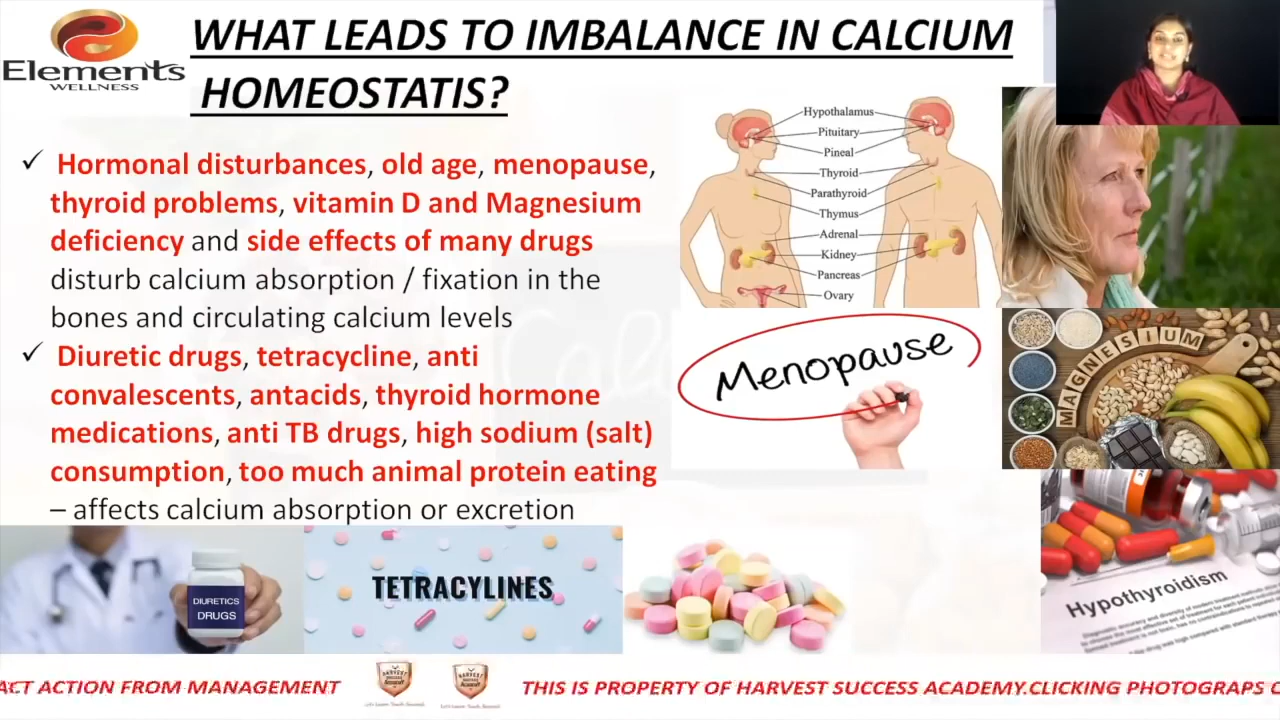 Elements
WELLNESS
WHAT LEADS TO IMBALANCE IN CALCIUM
HOMEOSTATIS?
✓ Hormonal disturbances, old age, menopause,
thyroid problems, vitamin D and Magnesium
deficiency and side effects of many drugs
disturb calcium absorption / fixation in the
bones and circulating calcium levels
✓ Diuretic drugs, tetracycline, anti
convalescents, antacids, thyroid hormone
medications, anti TB drugs, high sodium (salt)
consumption, too much animal protein eating
– affects calcium absorption or excretion
Hypothalamus
Pituitary
Pineal
Thyroid
Parathyroid
Thymus
Adrenal
Kidney
Pancreas
Ovary
Menopause
MAGNESIUM
DIURETICS
DRUGS
TETRACYLINES
Hypothyroidism
ACT ACTION FROM MANAGEMENT
HARVEST
HARVEST
THIS IS PROPERTY OF HARVEST SUCCESS ACADEMY.CLICKING PHOTOGRAPS